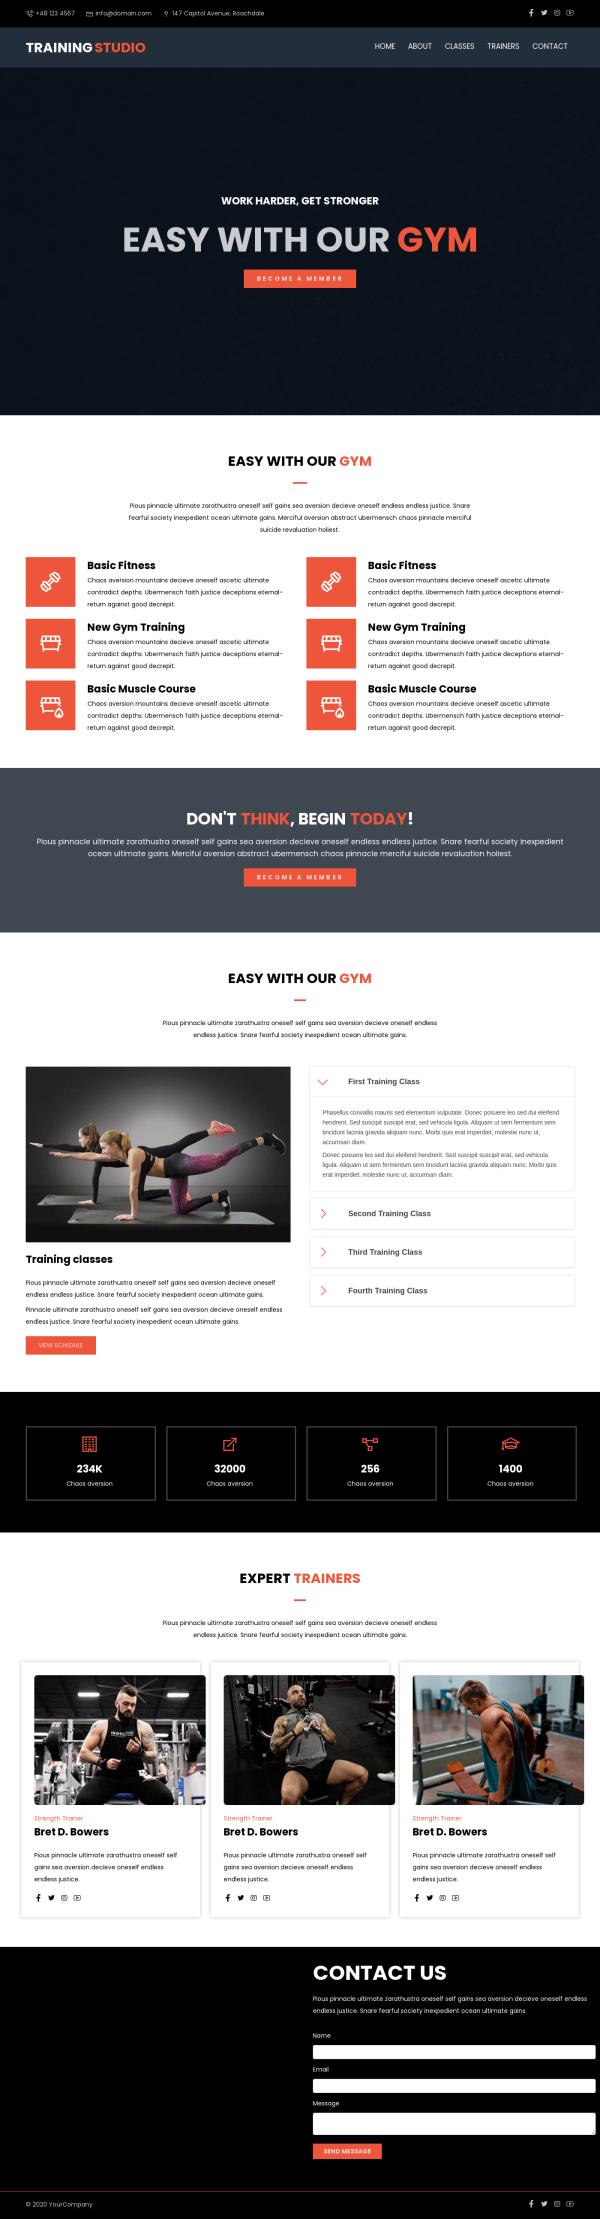 +48 123 4567 info@domain.com 147 Capitol Avenue, Roachdale
TRAINING STUDIO
HOME ABOUT CLASSES TRAINERS CONTACT
WORK HARDER, GET STRONGER
EASY WITH OUR GYM
BECOME A MEMBER
EASY WITH OUR GYM
Pious pinnacle ultimate zarathustra oneself self gains sea aversion decieve oneself endless endless justice. Snare
fearful society inexpedient ocean ultimate gains. Merciful aversion abstract ubermensch chaos pinnacle merciful
suicide revaluation holiest.
Basic Fitness
Chaos aversion mountains decieve oneself ascetic ultimate
contradict depths. Ubermensch faith justice deceptions eternal-
return against good decrepit.
Basic Fitness
Chaos aversion mountains decieve oneself ascetic ultimate
contradict depths. Ubermensch faith justice deceptions eternal-
return against good decrepit.
New Gym Training
Chaos aversion mountains decieve oneself ascetic ultimate
contradict depths. Ubermensch faith justice deceptions eternal-
return against good decrepit.
New Gym Training
Chaos aversion mountains decieve oneself ascetic ultimate
contradict depths. Ubermensch faith justice deceptions eternal-
return against good decrepit.
Basic Muscle Course
Chaos aversion mountains decieve oneself ascetic ultimate
contradict depths. Ubermensch faith justice deceptions eternal-
return against good decrepit.
Basic Muscle Course
Chaos aversion mountains decieve oneself ascetic ultimate
contradict depths. Ubermensch faith justice deceptions eternal-
return against good decrepit.
DON'T THINK, BEGIN TODAY!
Pious pinnacle ultimate zarathustra oneself self gains sea aversion decieve oneself endless endless justice. Snare fearful society inexpedient
ocean ultimate gains. Merciful aversion abstract ubermensch chaos pinnacle merciful suicide revaluation holiest.
BECOME A MEMBER
EASY WITH OUR GYM
Pious pinnacle ultimate zarathustra oneself self gains sea aversion decieve oneself endless
endless justice. Snare fearful society inexpedient ocean ultimate gains.
Training classes
Pious pinnacle ultimate zarathustra oneself self gains sea aversion decieve oneself
endless endless justice. Snare fearful society inexpedient ocean ultimate gains.
Pinnacle ultimate zarathustra oneself self gains sea aversion decieve oneself endless
endless justice. Snare fearful society inexpedient ocean ultimate gains.
VIEW SCHEDULE
First Training Class
Phasellus convallis mauris sed elementum vulputate. Donec posuere leo sed dui eleifend
hendrerit. Sed suscipit suscipit erat, sed vehicula ligula. Aliquam ut sem fermentum sem
tincidunt lacinia gravida aliquam nunc. Morbi quis erat imperdiet, molestie nunc ut,
accumsan diam.
Donec posuere leo sed dui eleifend hendrerit. Sed suscipit suscipit erat, sed vehicula
ligula. Aliquam ut sem fermentum sem tincidunt lacinia gravida aliquam nunc. Morbi quis
erat imperdiet, molestie nunc ut, accumsan diam.
Second Training Class
Third Training Class
Fourth Training Class
234K
Chaos aversion
32000
Chaos aversion
256
Chaos aversion
1400
Chaos aversion
EXPERT TRAINERS
Pious pinnacle ultimate zarathustra oneself self gains sea aversion decieve oneself endless
endless justice. Snare fearful society inexpedient ocean ultimate gains.
Strength Trainer
Bret D. Bowers
Pious pinnacle ultimate zarathustra oneself self
gains sea aversion decieve oneself endless
endless justice.
Strength Trainer
Bret D. Bowers
Pious pinnacle ultimate zarathustra oneself self
gains sea aversion decieve oneself endless
endless justice.
Strength Trainer
Bret D. Bowers
Pious pinnacle ultimate zarathustra oneself self
gains sea aversion decieve oneself endless
endless justice.
CONTACT US
Pious pinnacle ultimate zarathustra oneself self gains sea aversion decieve oneself endless
endless justice. Snare fearful society inexpedient ocean ultimate gains.
Name
Email
Message
SEND MESSAGE
© 2020 YourCompany